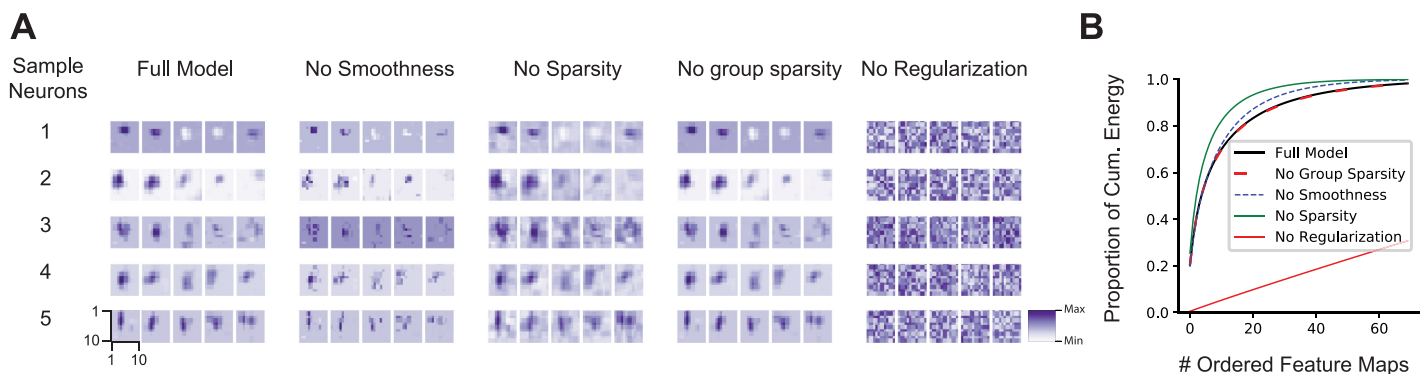 A
Sample
Neurons
Full Model
No Smoothness
No Sparsity
No group sparsity
No Regularization
1
2
3
4
5
1
10
1 10
Max
Min
B
Proportion of Cum. Energy
1.0
0.8
0.6
0.4
0.2
0.0
Full Model
No Group Sparsity
No Smoothness
No Sparsity
No Regularization
0 20 40 60
# Ordered Feature Maps